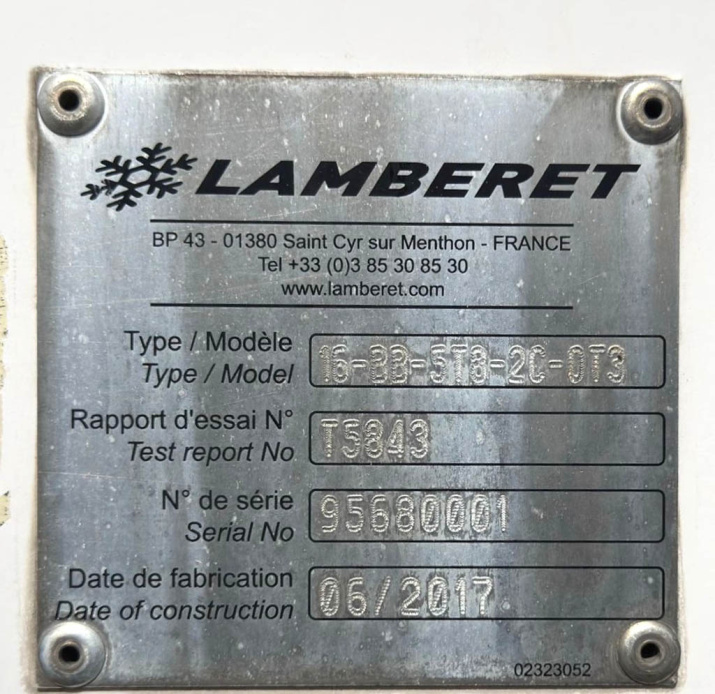 LAMBERET
BP 43 - 01380 Saint Cyr sur Menthon - FRANCE
Tel +33 (0)3 85 30 85 30
www.lamberet.com
Type / Modèle
Type / Model
16-BB-5T8-2C-0T3
Rapport d'essai N°
Test report No
T5843
N° de série
Serial No
95680001
Date de fabrication
Date of construction
06/2017
02323052